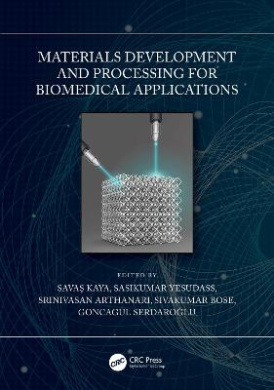 MATERIALS DEVELOPMENT
AND PROCESSING FOR
BIOMEDICAL APPLICATIONS
EDITED BY
SAVAŞ KAYA, SASIKUMAR YESUDASS,
SRINIVASAN ARTHANARI, SIVAKUMAR BOSE,
GONCAGÜL SERDAROĞLU
CRC
CRC Press
Taylor & Francis Group